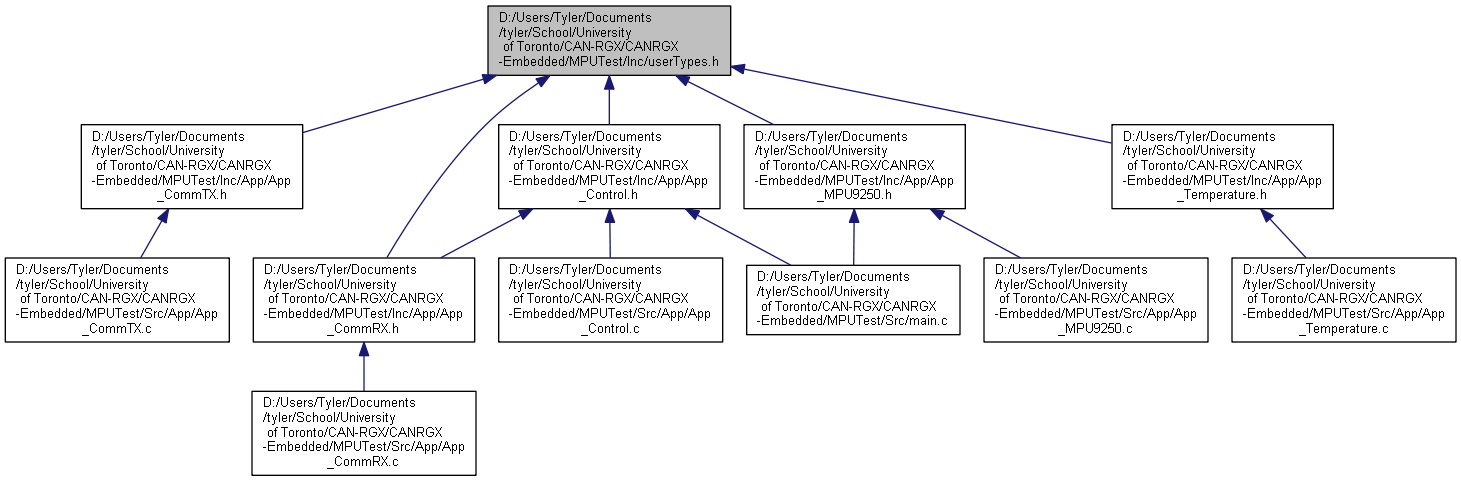 D:/Users/Tyler/Documents
/tyler/School/University
of Toronto/CAN-RGX/CANRGX
-Embedded/MPUTest/Inc/userTypes.h
D:/Users/Tyler/Documents
/tyler/School/University
of Toronto/CAN-RGX/CANRGX
-Embedded/MPUTest/Inc/App/App
_CommTX.h
D:/Users/Tyler/Documents
/tyler/School/University
of Toronto/CAN-RGX/CANRGX
-Embedded/MPUTest/Inc/App/App
_Control.h
D:/Users/Tyler/Documents
/tyler/School/University
of Toronto/CAN-RGX/CANRGX
-Embedded/MPUTest/Inc/App/App
_MPU9250.h
D:/Users/Tyler/Documents
/tyler/School/University
of Toronto/CAN-RGX/CANRGX
-Embedded/MPUTest/Inc/App/App
_Temperature.h
D:/Users/Tyler/Documents
/tyler/School/University
of Toronto/CAN-RGX/CANRGX
-Embedded/MPUTest/Src/App/App
_CommTX.c
D:/Users/Tyler/Documents
/tyler/School/University
of Toronto/CAN-RGX/CANRGX
-Embedded/MPUTest/Inc/App/App
_CommRX.h
D:/Users/Tyler/Documents
/tyler/School/University
of Toronto/CAN-RGX/CANRGX
-Embedded/MPUTest/Src/App/App
_Control.c
D:/Users/Tyler/Documents
/tyler/School/University
of Toronto/CAN-RGX/CANRGX
-Embedded/MPUTest/Src/main.c
D:/Users/Tyler/Documents
/tyler/School/University
of Toronto/CAN-RGX/CANRGX
-Embedded/MPUTest/Src/App/App
_MPU9250.c
D:/Users/Tyler/Documents
/tyler/School/University
of Toronto/CAN-RGX/CANRGX
-Embedded/MPUTest/Src/App/App
_Temperature.c
D:/Users/Tyler/Documents
/tyler/School/University
of Toronto/CAN-RGX/CANRGX
-Embedded/MPUTest/Src/App/App
_CommRX.c